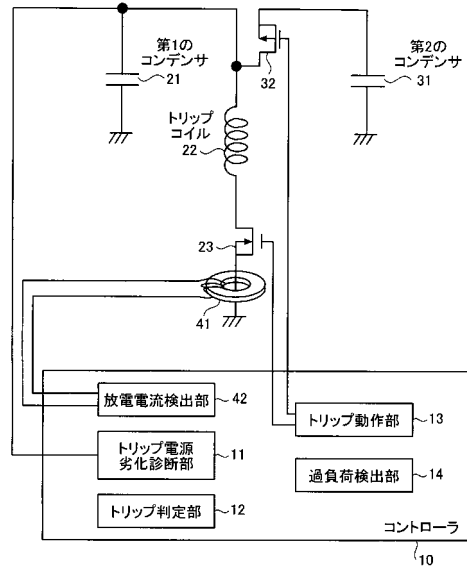 第1の
コンデンサ
21
32
第2の
コンデンサ
31
トリップ
コイル
22
23
41
放電電流検出部
42
トリップ動作部
13
トリップ電源
劣化診断部
11
過負荷検出部
14
トリップ判定部
12
コントローラ
10